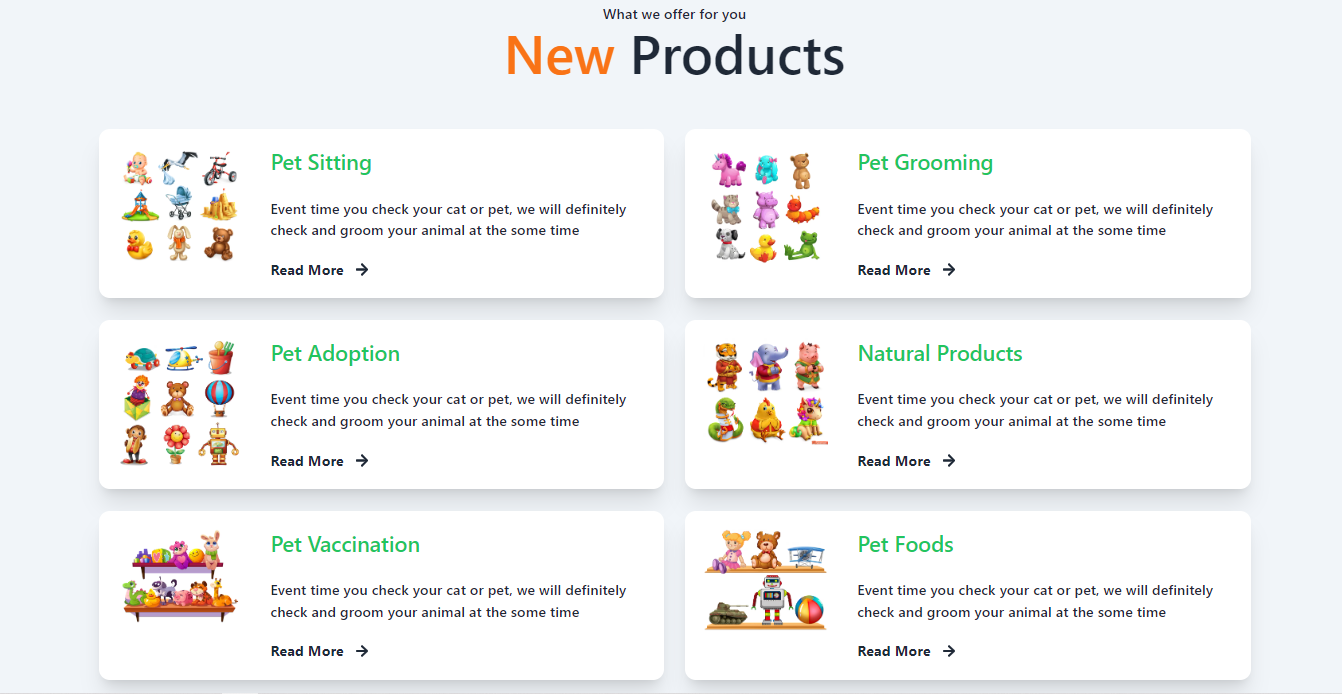 What we offer for you
New Products
Pet Sitting
Event time you check your cat or pet, we will definitely
check and groom your animal at the some time
Read More
Pet Grooming
Event time you check your cat or pet, we will definitely
check and groom your animal at the some time
Read More
Pet Adoption
Event time you check your cat or pet, we will definitely
check and groom your animal at the some time
Read More
Natural Products
Event time you check your cat or pet, we will definitely
check and groom your animal at the some time
Read More
Pet Vaccination
Event time you check your cat or pet, we will definitely
check and groom your animal at the some time
Read More
Pet Foods
Event time you check your cat or pet, we will definitely
check and groom your animal at the some time
Read More